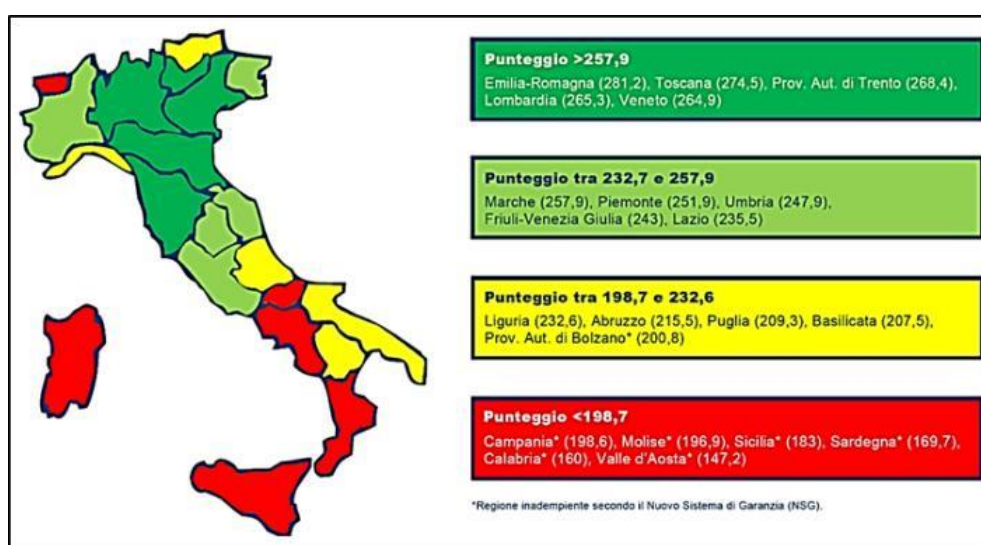 Punteggio >257,9
Emilia-Romagna (281,2), Toscana (274,5), Prov. Aut. di Trento (268,4),
Lombardia (265,3), Veneto (264,9)
Punteggio tra 232,7 e 257,9
Marche (257,9), Piemonte (251,9), Umbria (247,9),
Friuli-Venezia Giulia (243), Lazio (235,5)
Punteggio tra 198,7 e 232,6
Liguria (232,6), Abruzzo (215,5), Puglia (209,3), Basilicata (207,5),
Prov. Aut. di Bolzano* (200,8)
Punteggio <198,7
Campania* (198,6), Molise* (196,9), Sicilia* (183), Sardegna* (169,7),
Calabria* (160), Valle d'Aosta* (147,2)
*Regione inadempiente secondo il Nuovo Sistema di Garanzia (NSG).